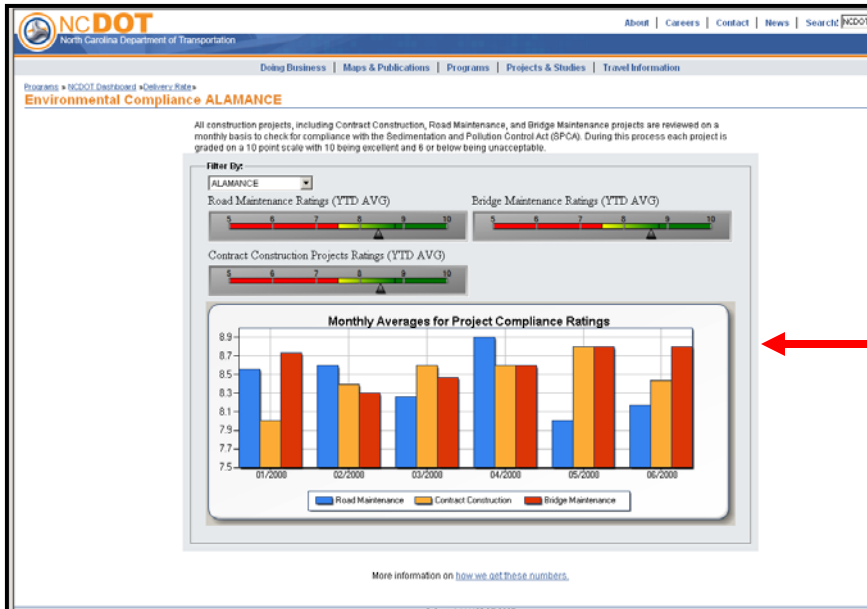 NCDOT
North Carolina Department of Transportation
About | Careers | Contact | News | Search: NCDOT
Doing Business | Maps & Publications | Programs | Projects & Studies | Travel Information
Programs » NCDOT Dashboard »Delivery Rate»
Environmental Compliance ALAMANCE
All construction projects, including Contract Construction, Road Maintenance, and Bridge Maintenance projects are reviewed on a
monthly basis to check for compliance with the Sedimentation and Pollution Control Act (SPCA). During this process each project is
graded on a 10 point scale with 10 being excellent and 6 or below being unacceptable.
Filter By:
ALAMANCE
Road Maintenance Ratings (YTD AVG)
5 6 7 8 9 10
Bridge Maintenance Ratings (YTD AVG)
5 6 7 8 9 10
Contract Construction Projects Ratings (YTD AVG)
5 6 7 8 9 10
Monthly Averages for Project Compliance Ratings
8.9
8.7
8.5
8.3
8.1
7.9
7.7
7.5
01/2008 02/2008 03/2008 04/2008 05/2008 06/2008
Road Maintenance Contract Construction Bridge Maintenance
More information on how we get these numbers.